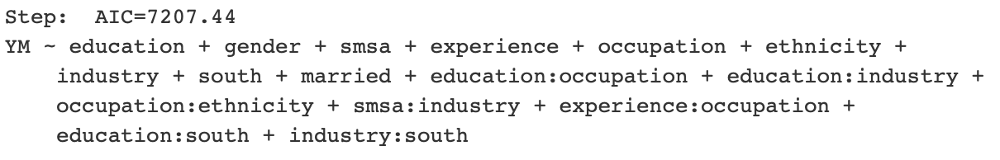 Step:  AIC=7207.44
YM ~ education + gender + smsa + experience + occupation + ethnicity +
    industry + south + married + education:occupation + education:industry +
    occupation:ethnicity + smsa:industry + experience:occupation +
    education:south + industry:south